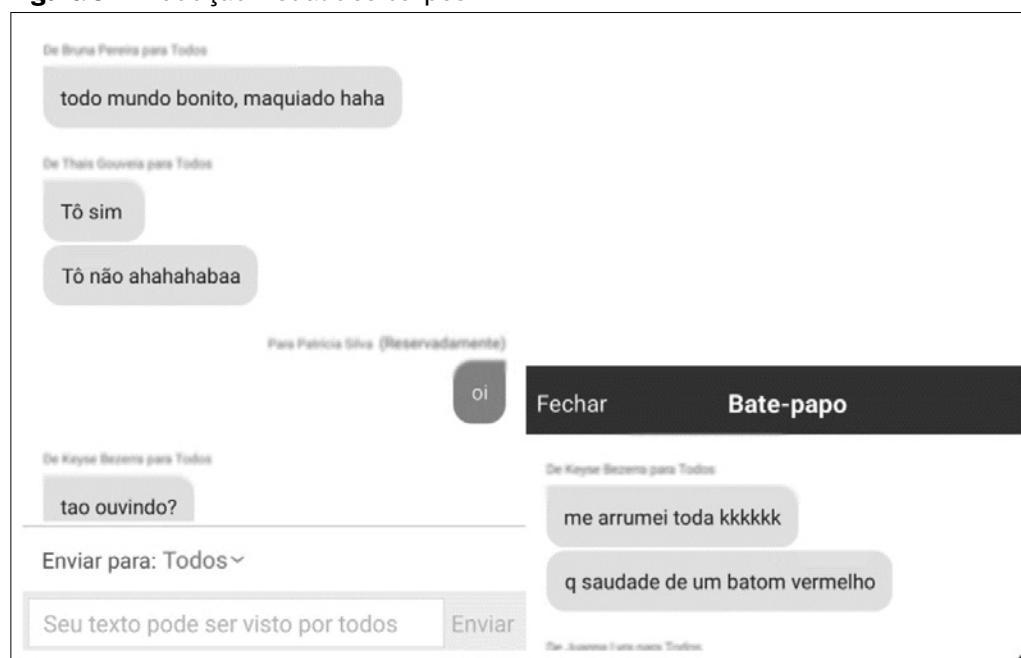 De Bruna Pereira para Todos
todo mundo bonito, maquiado haha
De Thais Gouveia para Todos
Tô sim
Tô não ahahahabaa
Para Patricia Silva (Reservadamente)
oi
De Keyse Bezerra para Todos
tao ouvindo?
Enviar para: Todos
Seu texto pode ser visto por todos
Enviar
Fechar
Bate-papo
De Keyse Bezerra para Todos
me arrumei toda kkkkkk
q saudade de um batom vermelho
para Todos